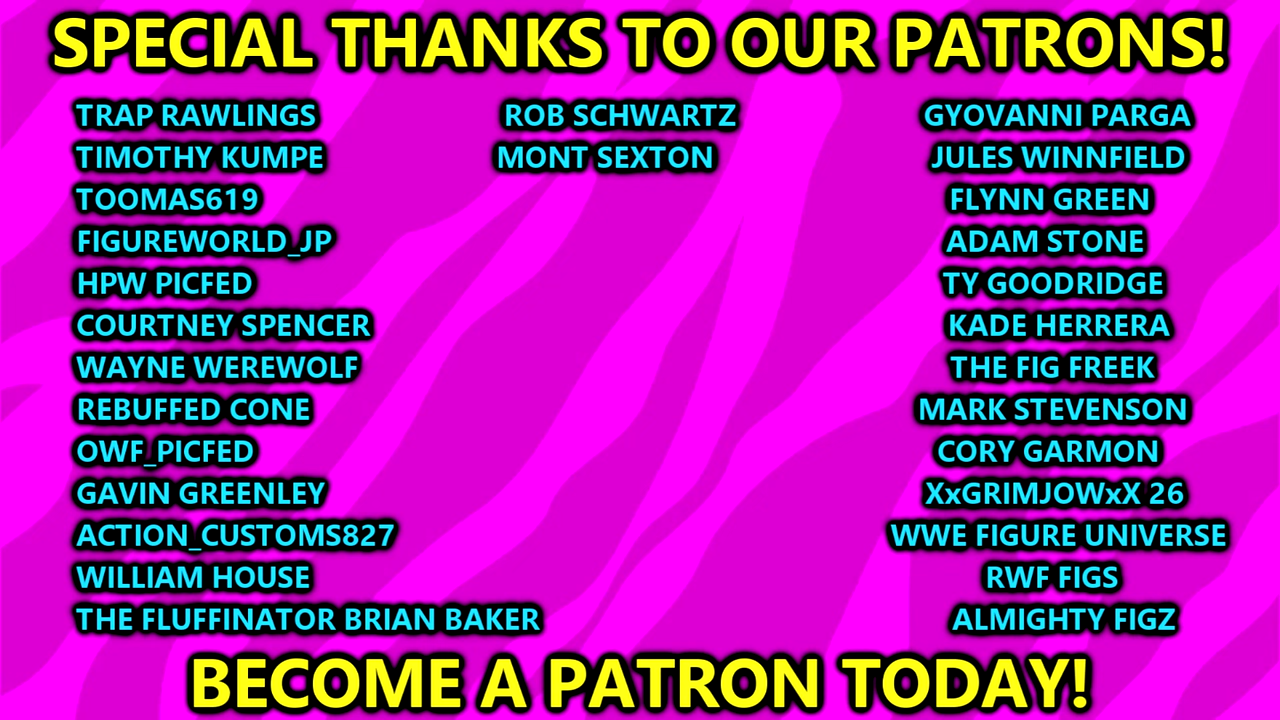 SPECIAL THANKS TO OUR PATRONS!
TRAP RAWLINGS
TIMOTHY KUMPE
TOOMAS619
FIGUREWORLD_JP
HPW PICFED
COURTNEY SPENCER
WAYNE WEREWOLF
REBUFFED CONE
OWF_PICFED
GAVIN GREENLEY
ACTION_CUSTOMS827
WILLIAM HOUSE
THE FLUFFINATOR BRIAN BAKER
ROB SCHWARTZ
MONT SEXTON
GYOVANNI PARGA
JULES WINNFIELD
FLYNN GREEN
ADAM STONE
TY GOODRIDGE
KADE HERRERA
THE FIG FREEK
MARK STEVENSON
CORY GARMON
XxGRIMJOWxX 26
WWE FIGURE UNIVERSE
RWF FIGS
ALMIGHTY FIGZ
BECOME A PATRON TODAY!